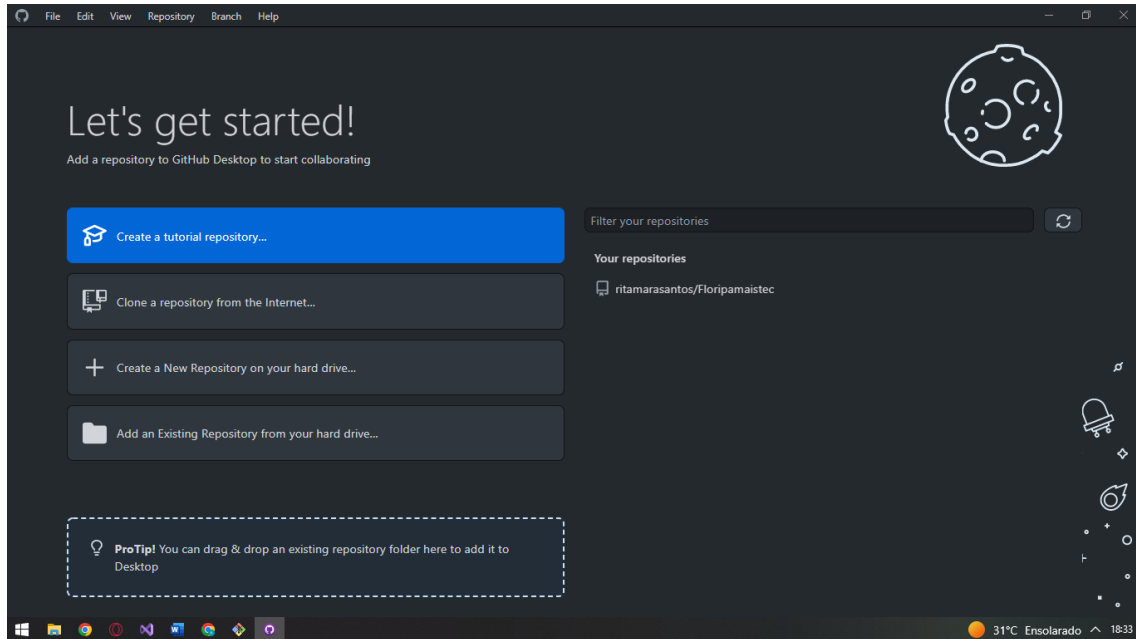 File Edit View Repository Branch Help
Let's get started!
Add a repository to GitHub Desktop to start collaborating
Create a tutorial repository...
Clone a repository from the Internet...
Create a New Repository on your hard drive...
Add an Existing Repository from your hard drive...
ProTip! You can drag & drop an existing repository folder here to add it to
Desktop
Filter your repositories
Your repositories
ritamarasantos/Floripamaistec
31°C Ensolarado 18:33